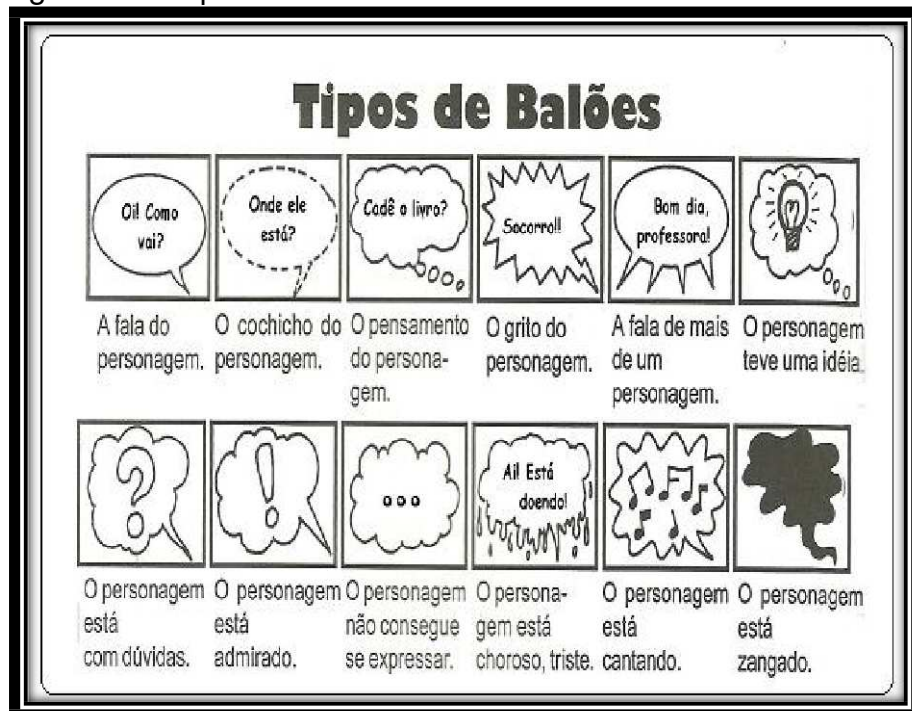 Tipos de Balões
Oi! Como
vai?
Onde ele
está?
Cadê o livro?
Socorro!!
Bom dia,
professora!
A fala do
personagem.
O cochicho do
personagem.
O pensamento
do persona-
gem.
O grito do
personagem.
A fala de mais
de um
personagem.
O personagem
teve uma idéia.
?
!
...
Ai! Está
doendo!
O personagem
está
com dúvidas.
O personagem
está
admirado.
O personagem
não consegue
se expressar.
O persona-
gem está
choroso, triste.
O personagem
está
cantando.
O personagem
está
zangado.